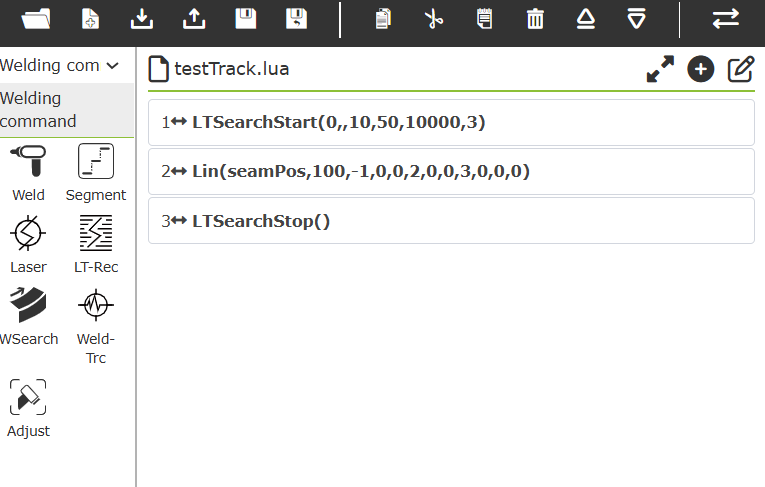 Welding com
Welding
command
Weld
Segment
Laser
LT-Rec
WSearch
Weld-
Trc
Adjust
testTrack.lua
1 LTSearchStart(0,,10,50,10000,3)
2 Lin(seamPos,100,-1,0,0,2,0,0,3,0,0,0)
3 LTSearchStop()